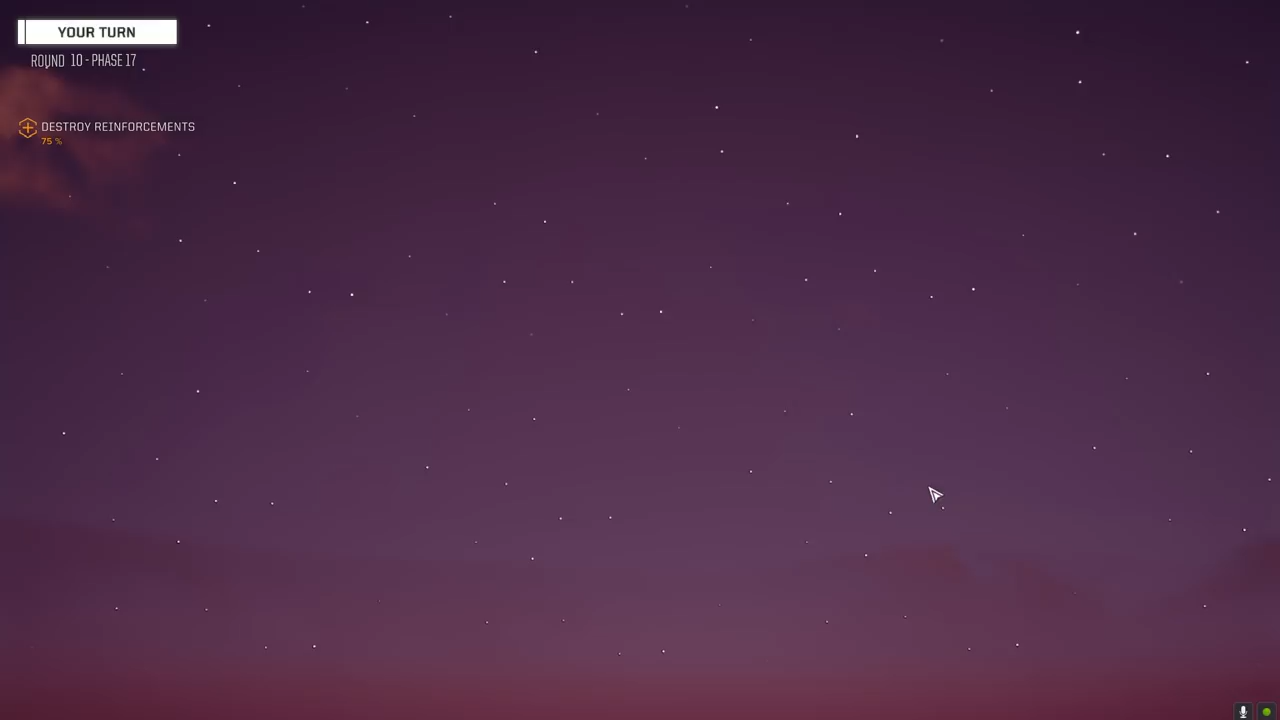 YOUR TURN
ROUND 10 - PHASE 17
DESTROY REINFORCEMENTS
75 %